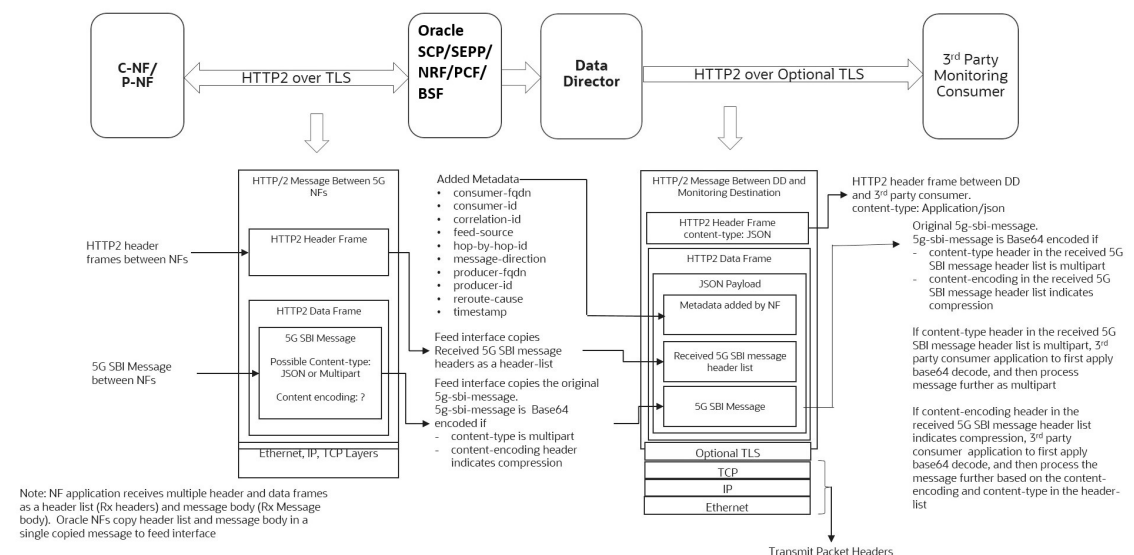 C-NF/
P-NF
HTTP2 over TLS
Oracle
SCP/SEPP/
NRF/PCF/
BSF
Data
Director
HTTP2 over Optional TLS
3rd Party
Monitoring
Consumer
HTTP2 header
frames between NFs
5G SBI Message
between NFs
HTTP/2 Message Between 5G
NFs
HTTP2 Header Frame
HTTP2 Data Frame
5G SBI Message
Possible Content-type:
JSON or Multipart
Content encoding: ?
Ethernet, IP, TCP Layers
Note: NF application receives multiple header and data frames
as a header list (Rx headers) and message body (Rx Message
body). Oracle NFs copy header list and message body in a
single copied message to feed interface
Added Metadata
• consumer-fqdn
• consumer-id
• correlation-id
• feed-source
• hop-by-hop-id
• message-direction
• producer-fqdn
• producer-id
• reroute-cause
• timestamp
Feed interface copies
Received 5G SBI message
headers as a header-list
Feed interface copies the original
5g-sbi-message.
5g-sbi-message is Base64
encoded if
- content-type is multipart
- content-encoding header
indicates compression
HTTP/2 Message Between DD and
Monitoring Destination
HTTP2 Header Frame
content-type: JSON
HTTP2 Data Frame
JSON Payload
Metadata added by NF
Received 5G SBI message
header list
5G SBI Message
Optional TLS
TCP
IP
Ethernet
Transmit Packet Headers
HTTP2 header frame between DD
and 3rd party consumer.
content-type: Application/json
Original 5g-sbi-message.
5g-sbi-message is Base64 encoded if
- content-type header in the received 5G
SBI message header list is multipart
- content-encoding in the received 5G
SBI message header list indicates
compression
If content-type header in the received 5G
SBI message header list is multipart, 3rd
party consumer application to first apply
base64 decode, and then process
message further as multipart
If content-encoding header in the
received 5G SBI message header list
indicates compression, 3rd party
consumer application to first apply
base64 decode, and then process the
message further based on the content-
encoding and content-type in the header-
list